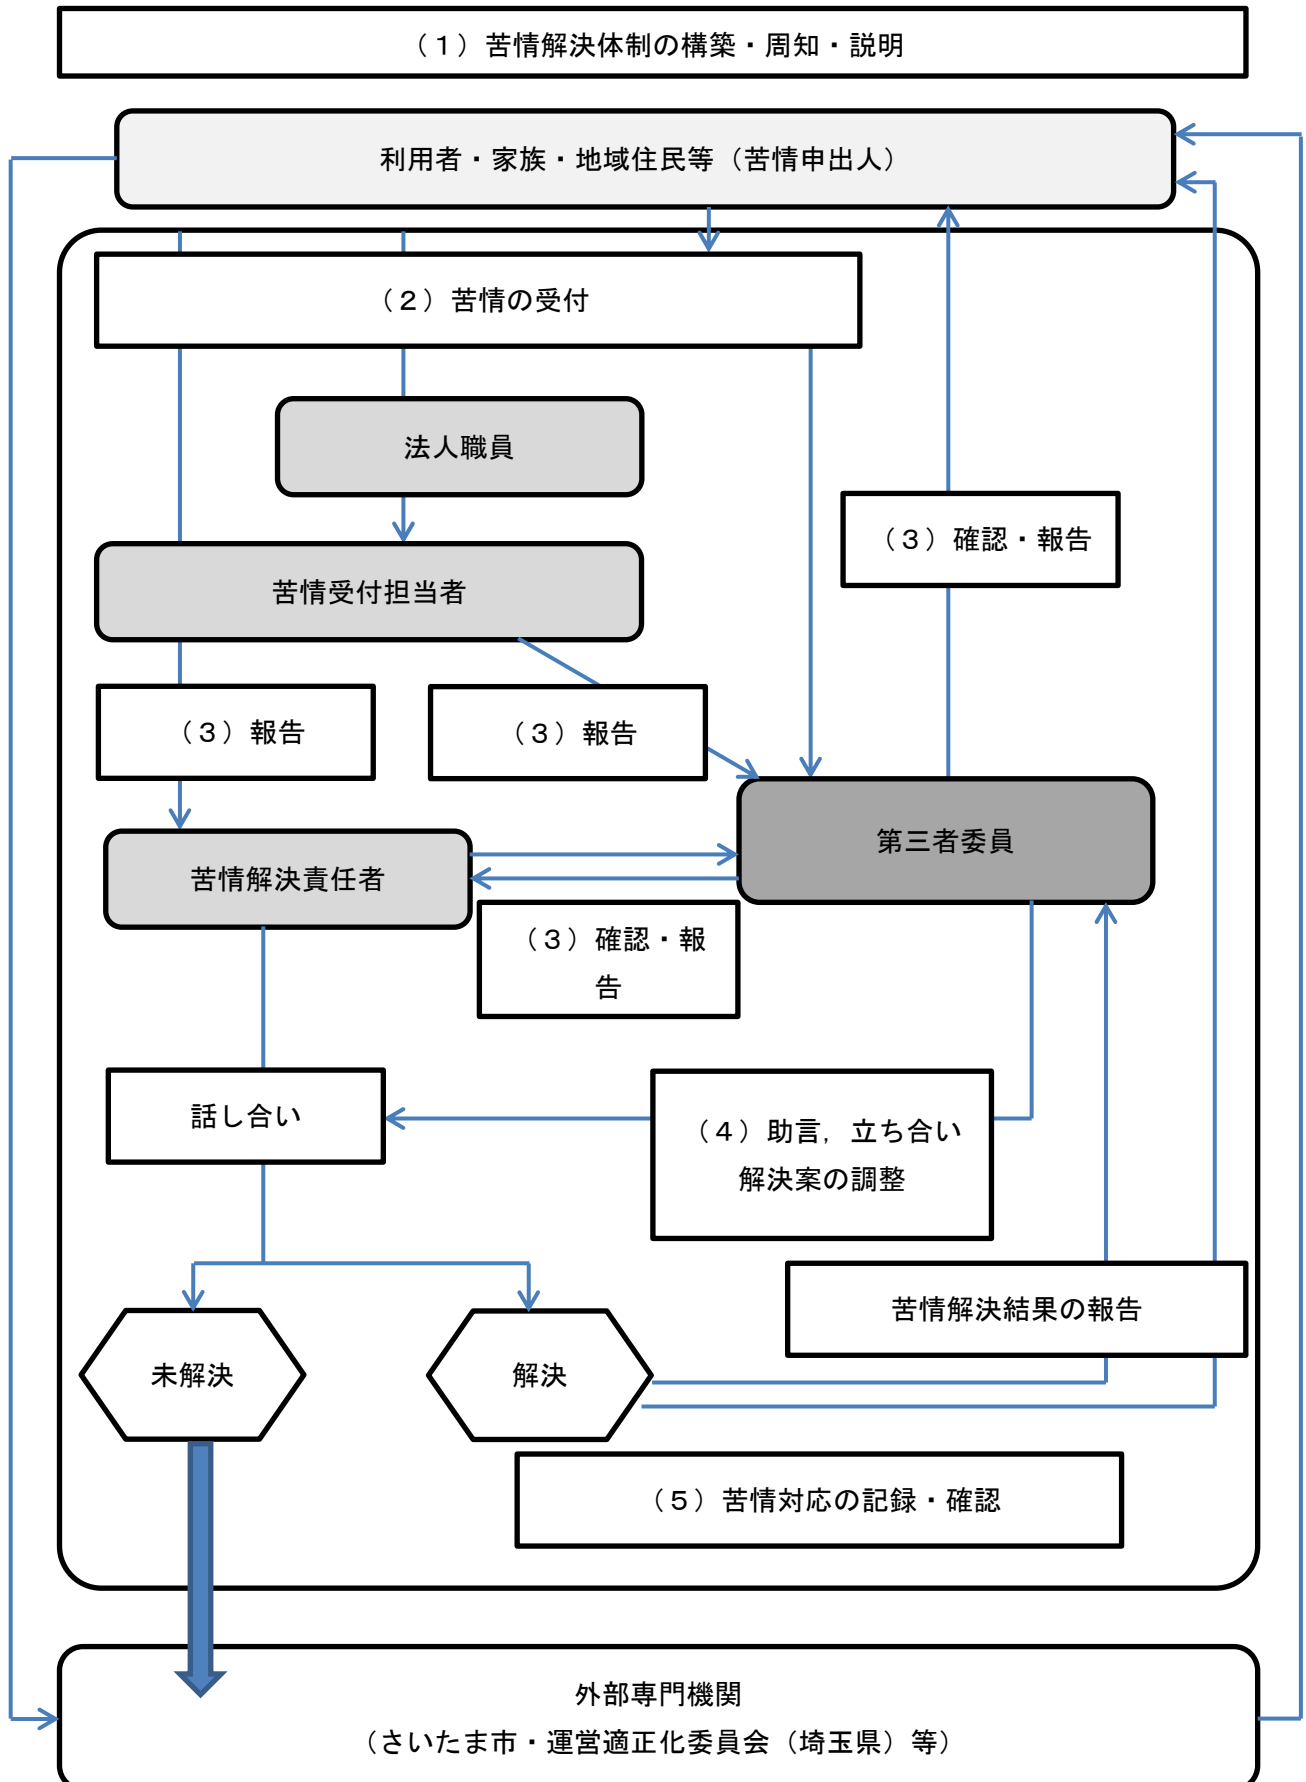 （１）苦情解決体制の構築・周知・説明
利用者・家族・地域住民等（苦情申出人）
（２）苦情の受付
法人職員
（３）確認・報告
苦情受付担当者
（３）報告
（３）報告
第三者委員
苦情解決責任者
（３）確認・報
告
話し合い
（４）助言，立ち合い
解決案の調整
苦情解決結果の報告
未解決
解決
（５）苦情対応の記録・確認
外部専門機関
（さいたま市・運営適正化委員会（埼玉県）等）